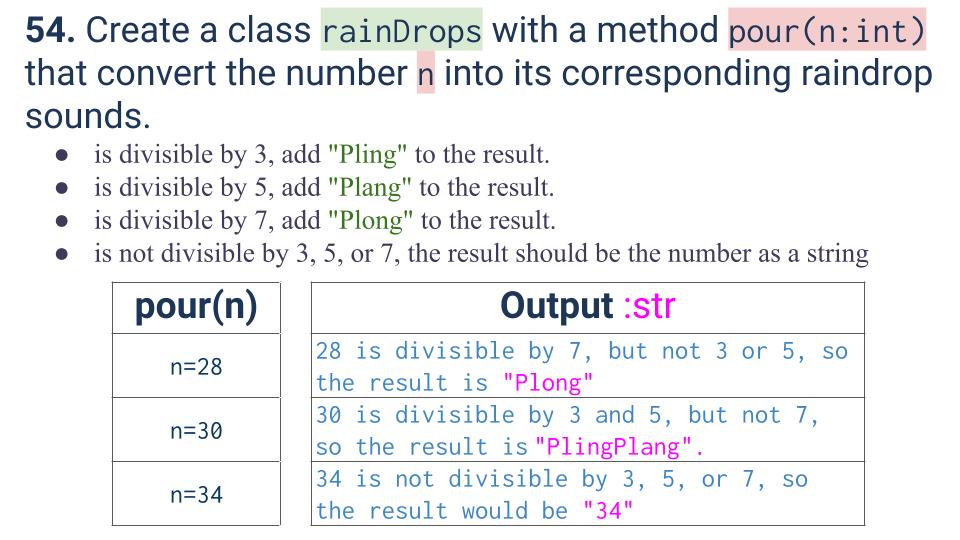 54. Create a class rainDrops with a method pour(n:int)
that convert the number n into its corresponding raindrop
sounds.
● is divisible by 3, add "Pling" to the result.
● is divisible by 5, add "Plang" to the result.
● is divisible by 7, add "Plong" to the result.
● is not divisible by 3, 5, or 7, the result should be the number as a string
pour(n)
Output :str
n=28
28 is divisible by 7, but not 3 or 5, so
the result is "Plong"
n=30
30 is divisible by 3 and 5, but not 7,
so the result is "PlingPlang".
n=34
34 is not divisible by 3, 5, or 7, so
the result would be "34"